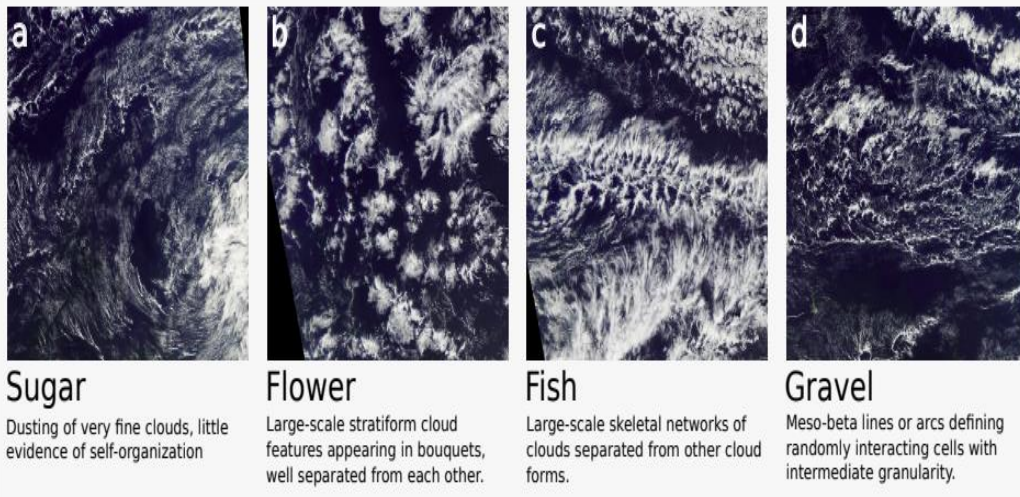 a
b
c
d
Sugar
Dusting of very fine clouds, little
evidence of self-organization
Flower
Large-scale stratiform cloud
features appearing in bouquets,
well separated from each other.
Fish
Large-scale skeletal networks of
clouds separated from other cloud
forms.
Gravel
Meso-beta lines or arcs defining
randomly interacting cells with
intermediate granularity.